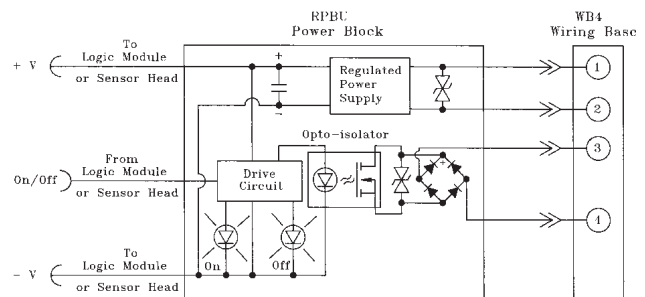 RPBU
Power Block
WB4
Wiring Base
+ V
To
Logic Module
or Sensor Head
+
-
Regulated
Power
Supply
1
2
Opto-isolator
3
From
Logic Module
or Sensor Head
On/Off
Drive
Circuit
+
4
On
Off
To
Logic Module
or Sensor Head
- V